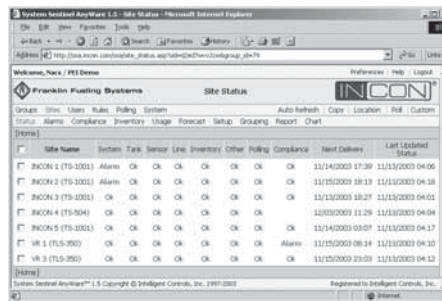 System Sentinel AnyWare 1.5 - Site Status - Microsoft Internet Explorer
File Edit View Favorites Tools Help
Back Search Favorites History
Address http://
Go Links
Welcome, Nacs / PEI Demo Preferences | Help | Logout
Franklin Fueling Systems Site Status INCON
Groups Sites Users Rules Polling System Auto Refresh | Copy | Location | Poll | Custom
Status Alarms Compliance Inventory Usage Forecast Setup Grouping Report Chart
[Home]
Site Name System Tank Sensor Line Inventory Other Polling Compliance Next Delivery Last Updated Status
INCON 1 (TS-1001) Alarm Ok Ok Ok Ok Ok Ok Ok 11/14/2003 17:39 11/13/2003 04:06
INCON 2 (TS-1001) Alarm Ok Ok Ok Ok Ok Ok Ok 11/15/2003 18:13 11/13/2003 04:18
INCON 3 (TS-1001) Ok Ok Ok Ok Ok Ok Ok Ok 11/13/2003 18:27 11/13/2003 04:01
INCON 4 (TS-504) Ok Ok Ok Ok Ok Ok Ok 12/03/2003 11:29 11/13/2003 04:04
INCON 5 (TS-1001) Ok Ok Ok Ok Ok Ok Ok Ok 11/14/2003 03:07 11/13/2003 04:17
VR 1 (TLS-350) Ok Ok Ok Ok Ok Ok Ok Alarm 11/15/2003 08:14 11/13/2003 04:10
VR 3 (TLS-350) Ok Ok Ok Ok Ok Ok Ok Ok 11/15/2003 23:03 11/13/2003 04:12
[Home]
System Sentinel AnyWare™ 1.5 Copyright © Intelligent Controls, Inc. 1997-2003 Registered to Intelligent Controls, Inc.
Internet